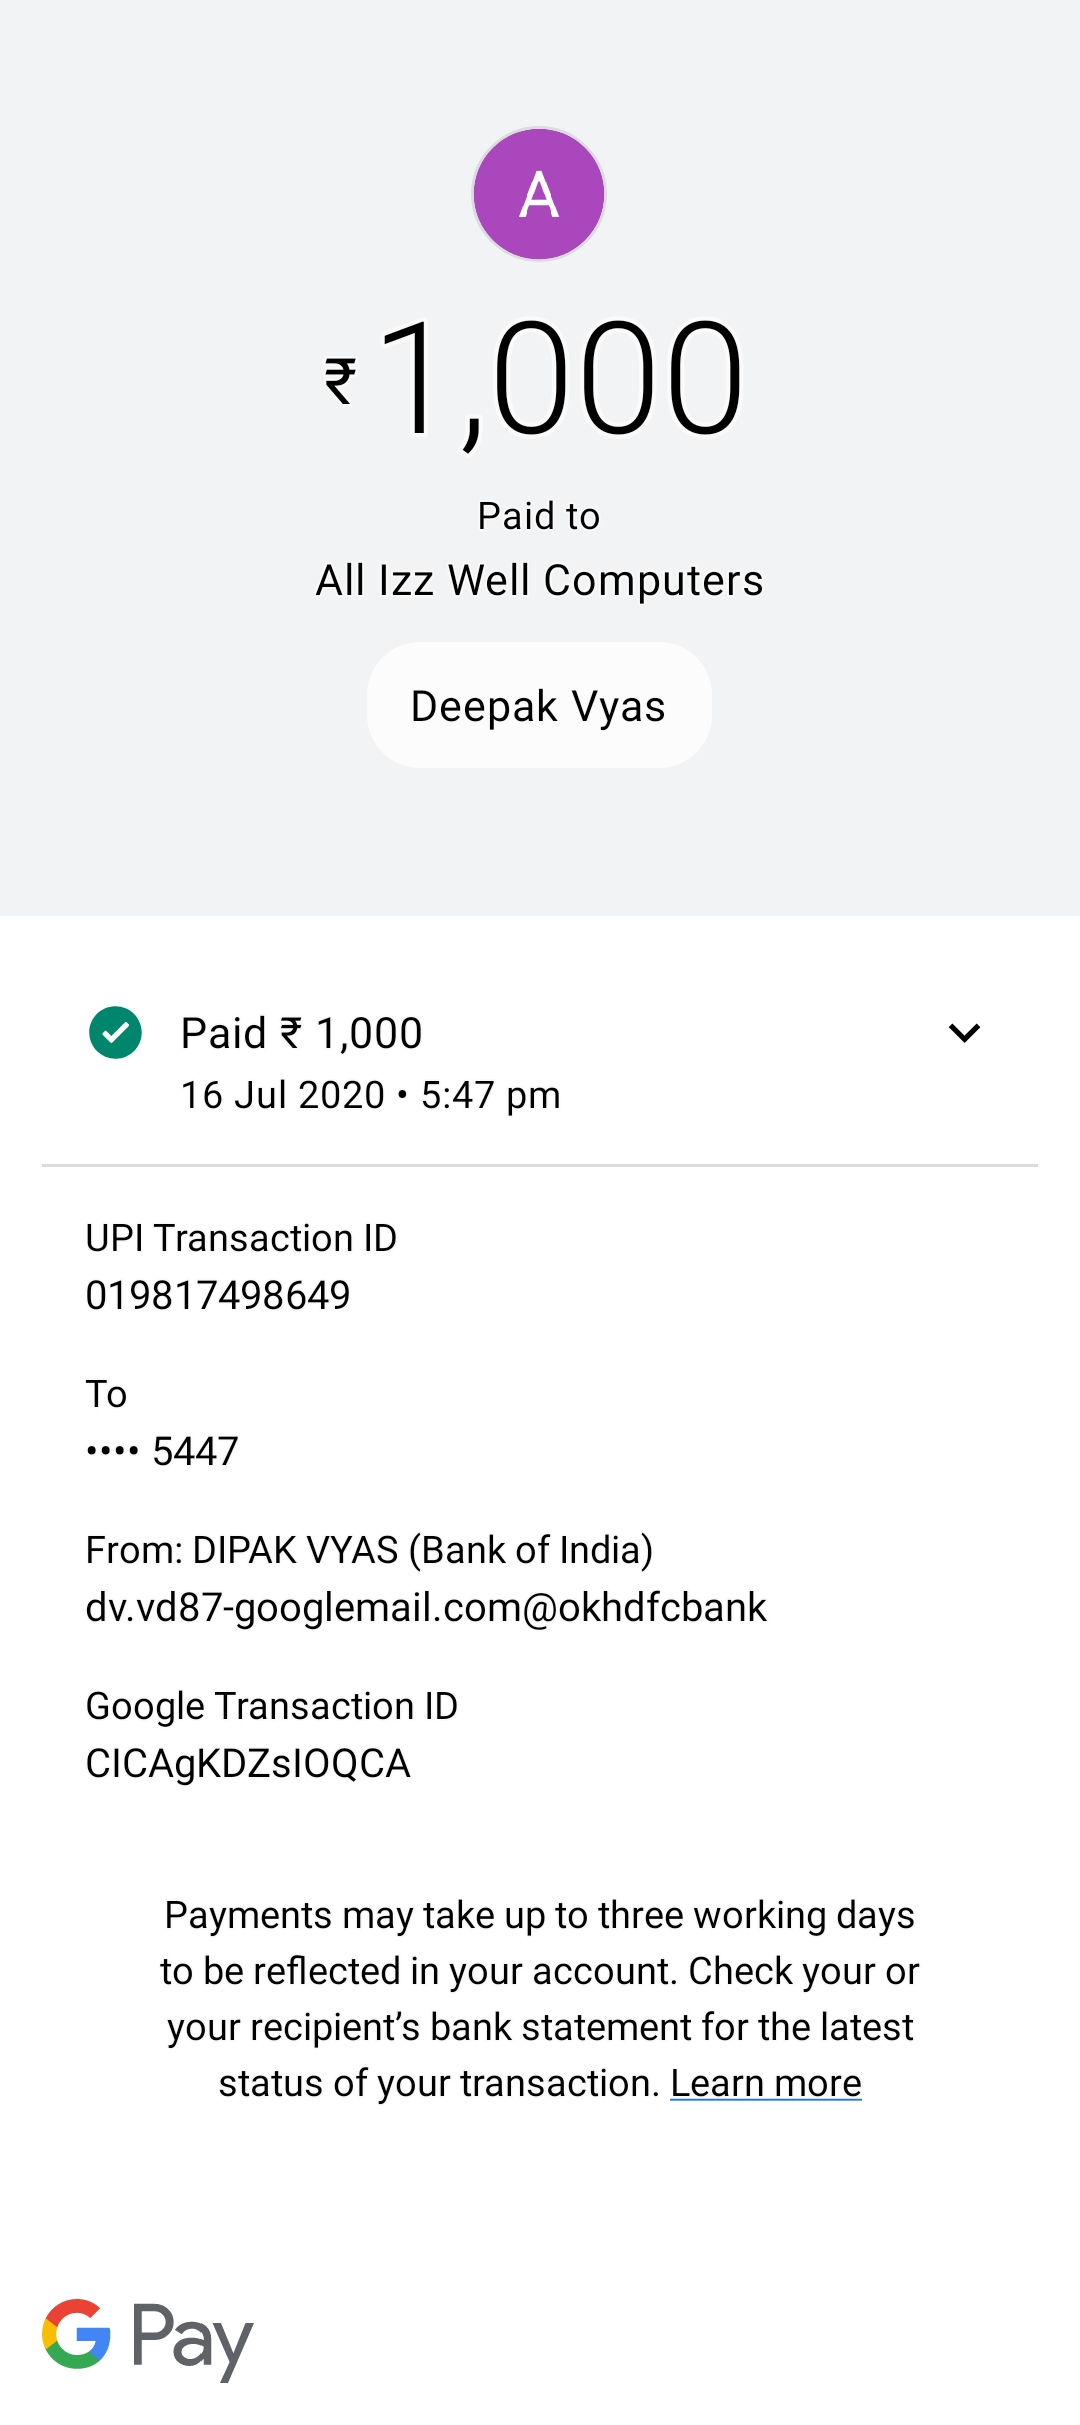 A
₹1,000
Paid to
All Izz Well Computers
Deepak Vyas
Paid ₹ 1,000
16 Jul 2020 • 5:47 pm
UPI Transaction ID
019817498649
To
•••• 5447
From: DIPAK VYAS (Bank of India)
dv.vd87-googlemail.com@okhdfcbank
Google Transaction ID
CICAgKDZsIOQCA
Payments may take up to three working days
to be reflected in your account. Check your or
your recipient’s bank statement for the latest
status of your transaction. Learn more
G Pay